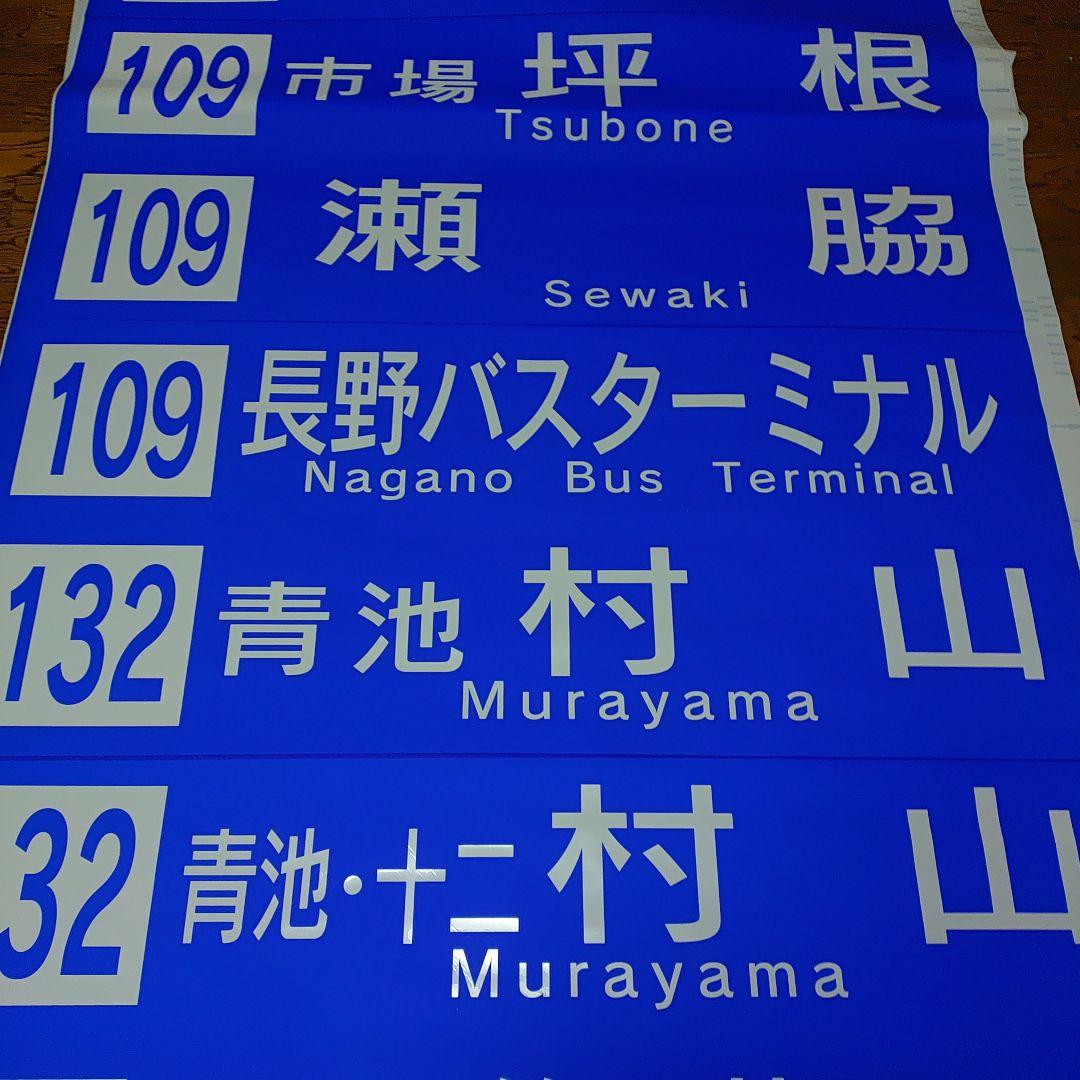 109 市場 坪根
Tsubone
109 瀬脇
Sewaki
109 長野バスターミナル
Nagano Bus Terminal
132 青池 村山
Murayama
32 青池・十二 村山
Murayama